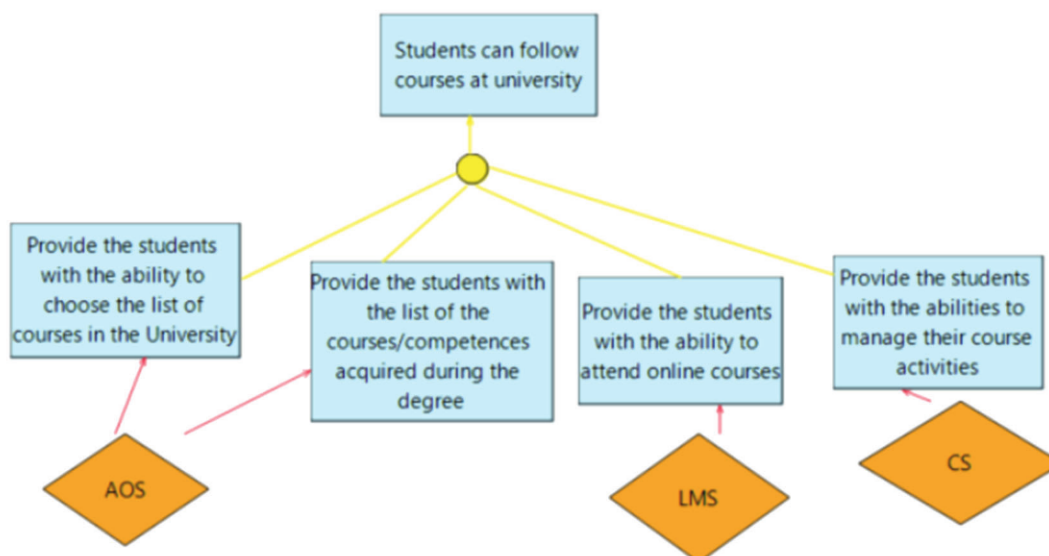 Students can follow
courses at university
Provide the students
with the ability to
choose the list of
courses in the University
Provide the students with
the list of the
courses/competences
acquired during the
degree
Provide the students
with the ability to
attend online courses
Provide the students
with the abilities to
manage their course
activities
AOS
LMS
CS